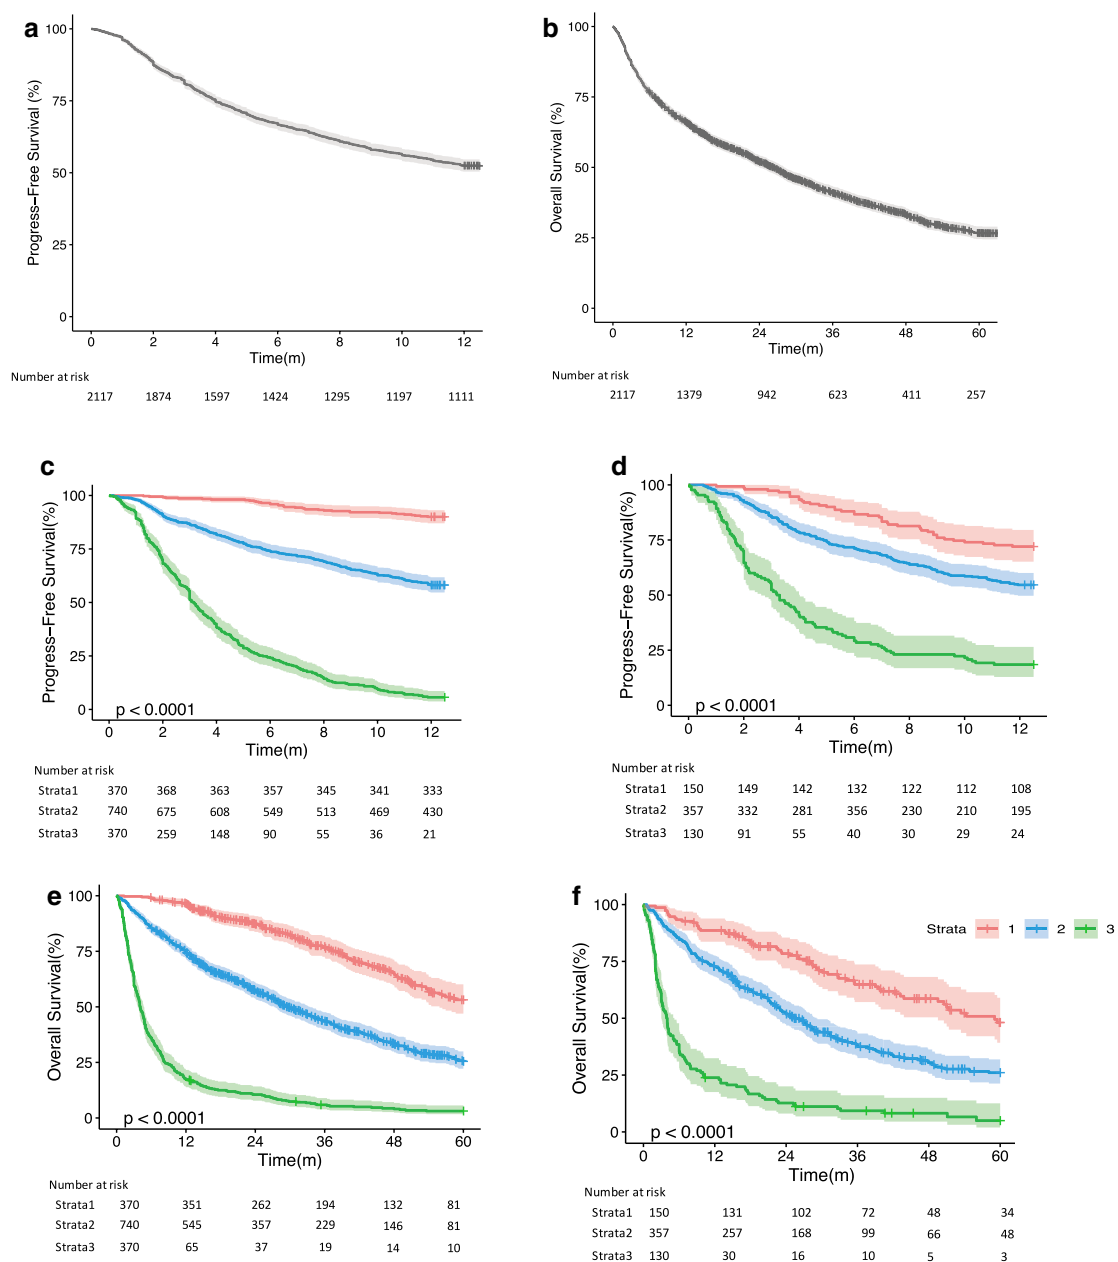 a
Progress−Free Survival (%)
100
75
50
25
0
0 2 4 6 8 10 12
Time(m)
Number at risk
2117 1874 1597 1424 1295 1197 1111
b
Overall Survival (%)
100
75
50
25
0
0 12 24 36 48 60
Time(m)
Number at risk
2117 1379 942 623 411 257
c
Progress−Free Survival(%)
100
75
50
25
0
p < 0.0001
0 2 4 6 8 10 12
Time(m)
Number at risk
Strata1 370 368 363 357 345 341 333
Strata2 740 675 608 549 513 469 430
Strata3 370 259 148 90 55 36 21
d
Progress−Free Survival(%)
100
75
50
25
0
p < 0.0001
0 2 4 6 8 10 12
Time(m)
Number at risk
Strata1 150 149 142 132 122 112 108
Strata2 357 332 281 356 230 210 195
Strata3 130 91 55 40 30 29 24
e
Overall Survival(%)
100
75
50
25
0
p < 0.0001
0 12 24 36 48 60
Time(m)
Number at risk
Strata1 370 351 262 194 132 81
Strata2 740 545 357 229 146 81
Strata3 370 65 37 19 14 10
f
Overall Survival(%)
100
75
50
25
0
Strata 1 2 3
p < 0.0001
0 12 24 36 48 60
Time(m)
Number at risk
Strata1 150 131 102 72 48 34
Strata2 357 257 168 99 66 48
Strata3 130 30 16 10 5 3